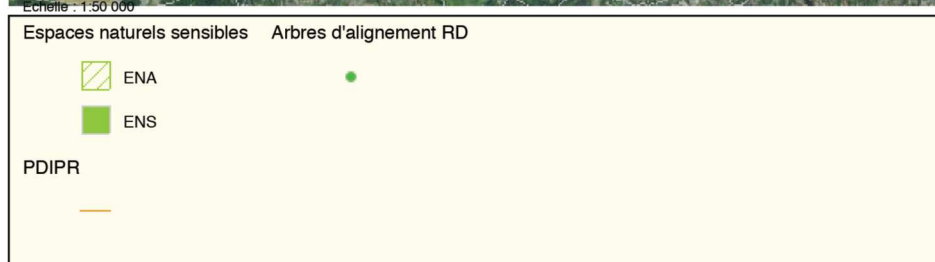 Echelle : 1:50 000
Espaces naturels sensibles Arbres d'alignement RD
ENA
ENS
PDIPR